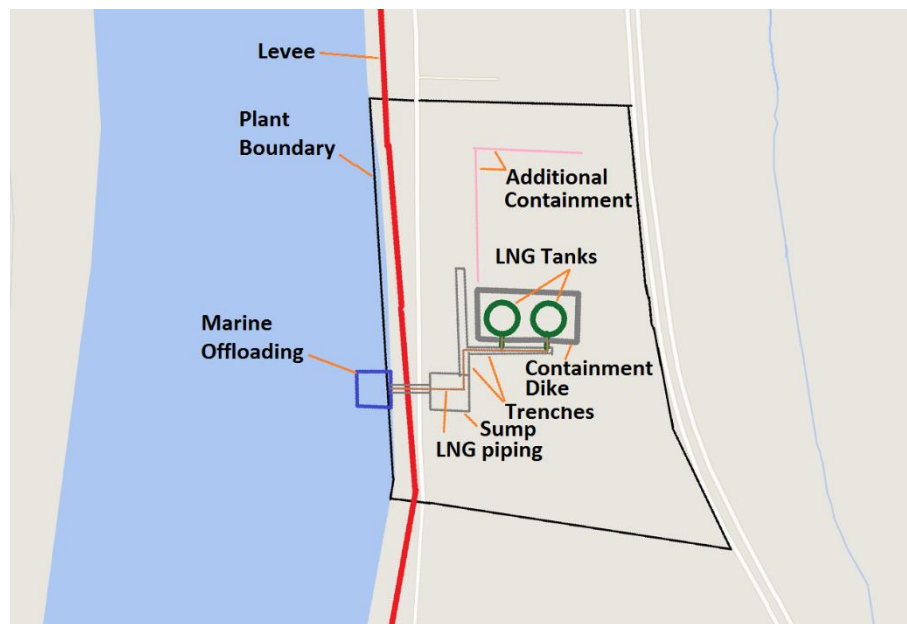 Levee
Plant
Boundary
Additional
Containment
LNG Tanks
Marine
Offloading
Containment
Dike
Trenches
Sump
LNG piping